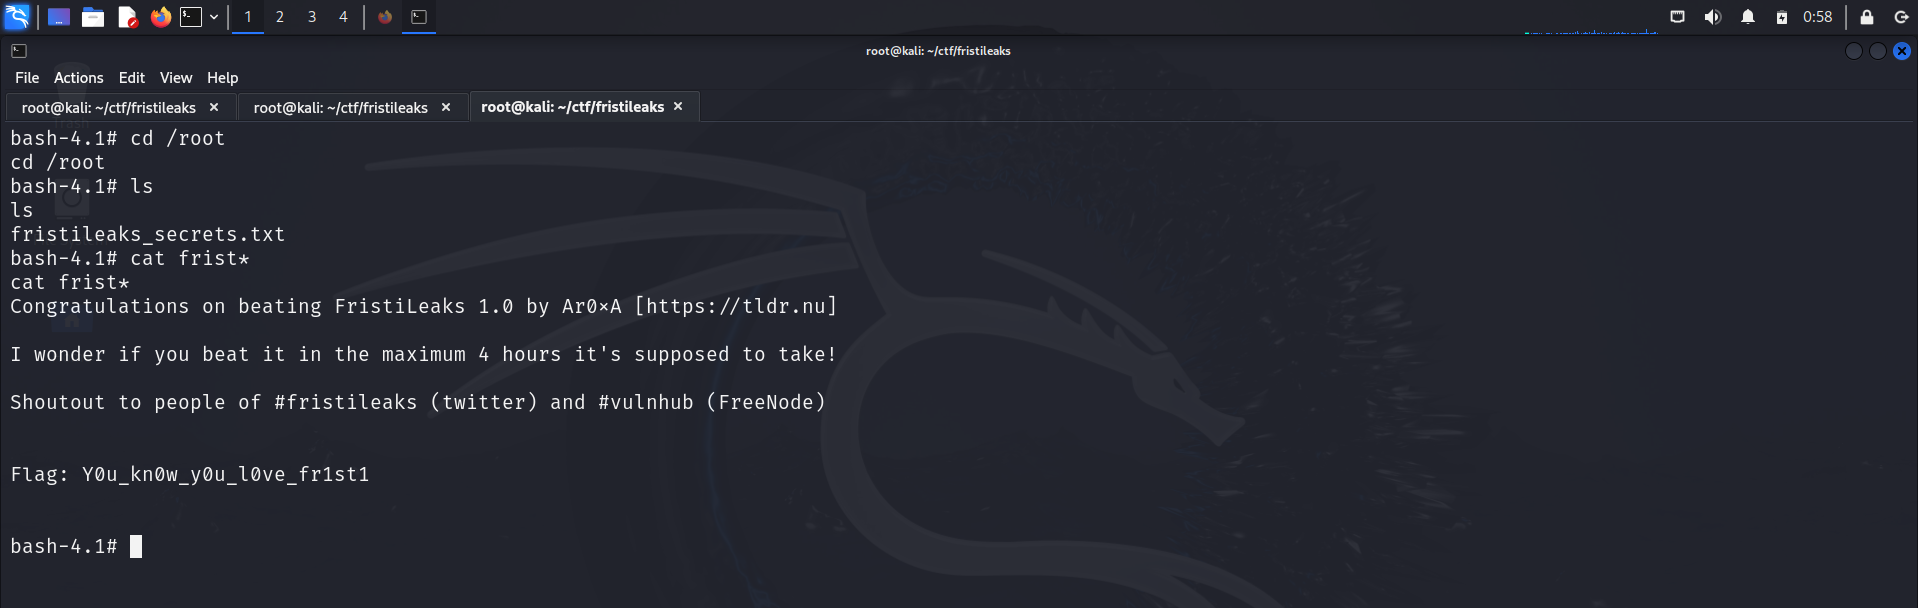 1 2 3 4 0:58
root@kali: ~/ctf/fristileaks
File Actions Edit View Help
root@kali: ~/ctf/fristileaks × root@kali: ~/ctf/fristileaks × root@kali: ~/ctf/fristileaks ×
bash-4.1# cd /root
cd /root
bash-4.1# ls
ls
fristileaks_secrets.txt
bash-4.1# cat frist*
cat frist*
Congratulations on beating FristiLeaks 1.0 by Ar0×A [https://tldr.nu]
I wonder if you beat it in the maximum 4 hours it's supposed to take!
Shoutout to people of #fristileaks (twitter) and #vulnhub (FreeNode)
Flag: Y0u_kn0w_y0u_l0ve_fr1st1
bash-4.1#